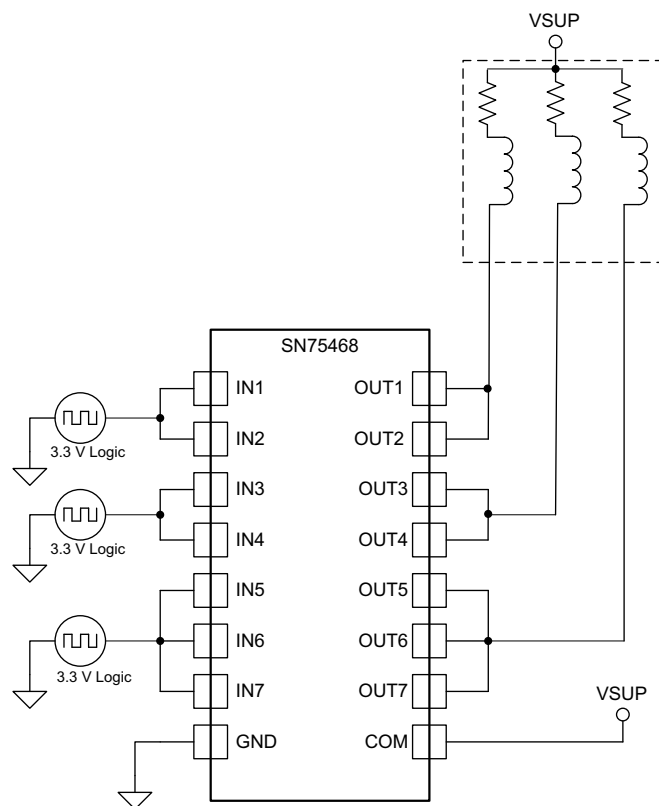 VSUP
SN75468
IN1
OUT1
IN2
OUT2
3.3 V Logic
IN3
OUT3
IN4
OUT4
3.3 V Logic
IN5
OUT5
IN6
OUT6
3.3 V Logic
IN7
OUT7
VSUP
GND
COM